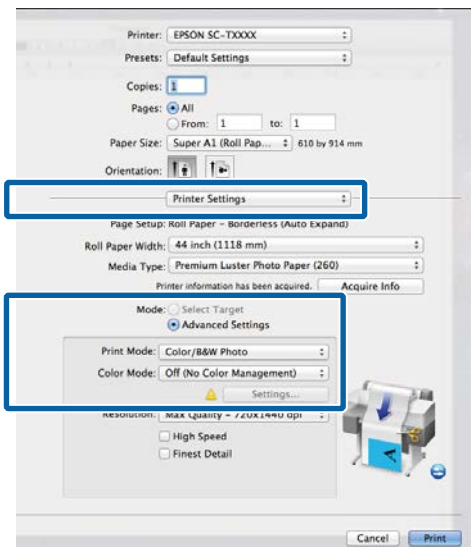 Printer: EPSON SC-TXXXX
Presets: Default Settings
Copies: 1
Pages: All
From: 1 to: 1
Paper Size: Super A1 (Roll Pap... 610 by 914 mm
Orientation:
Printer Settings
Page Setup: Roll Paper - Borderless (Auto Expand)
Roll Paper Width: 44 inch (1118 mm)
Media Type: Premium Luster Photo Paper (260)
Printer information has been acquired. Acquire Info
Mode: Select Target
Advanced Settings
Print Mode: Color/B&W Photo
Color Mode: Off (No Color Management)
Settings...
Resolution: Max Quality - 720x1440 dpi
High Speed
Finest Detail
A
Cancel Print